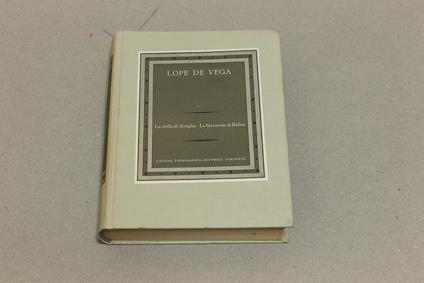 LOPE DE VEGA
La stella di Siviglia - La bizzarria di Belisa
UNIONE TIPOGRAFICO-EDITRICE TORINESE